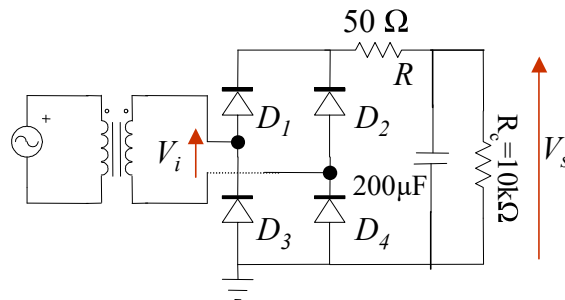 50 Ω
R
+
D1
D2
Vi
200µF
Rc=10kΩ
Vs
D3
D4